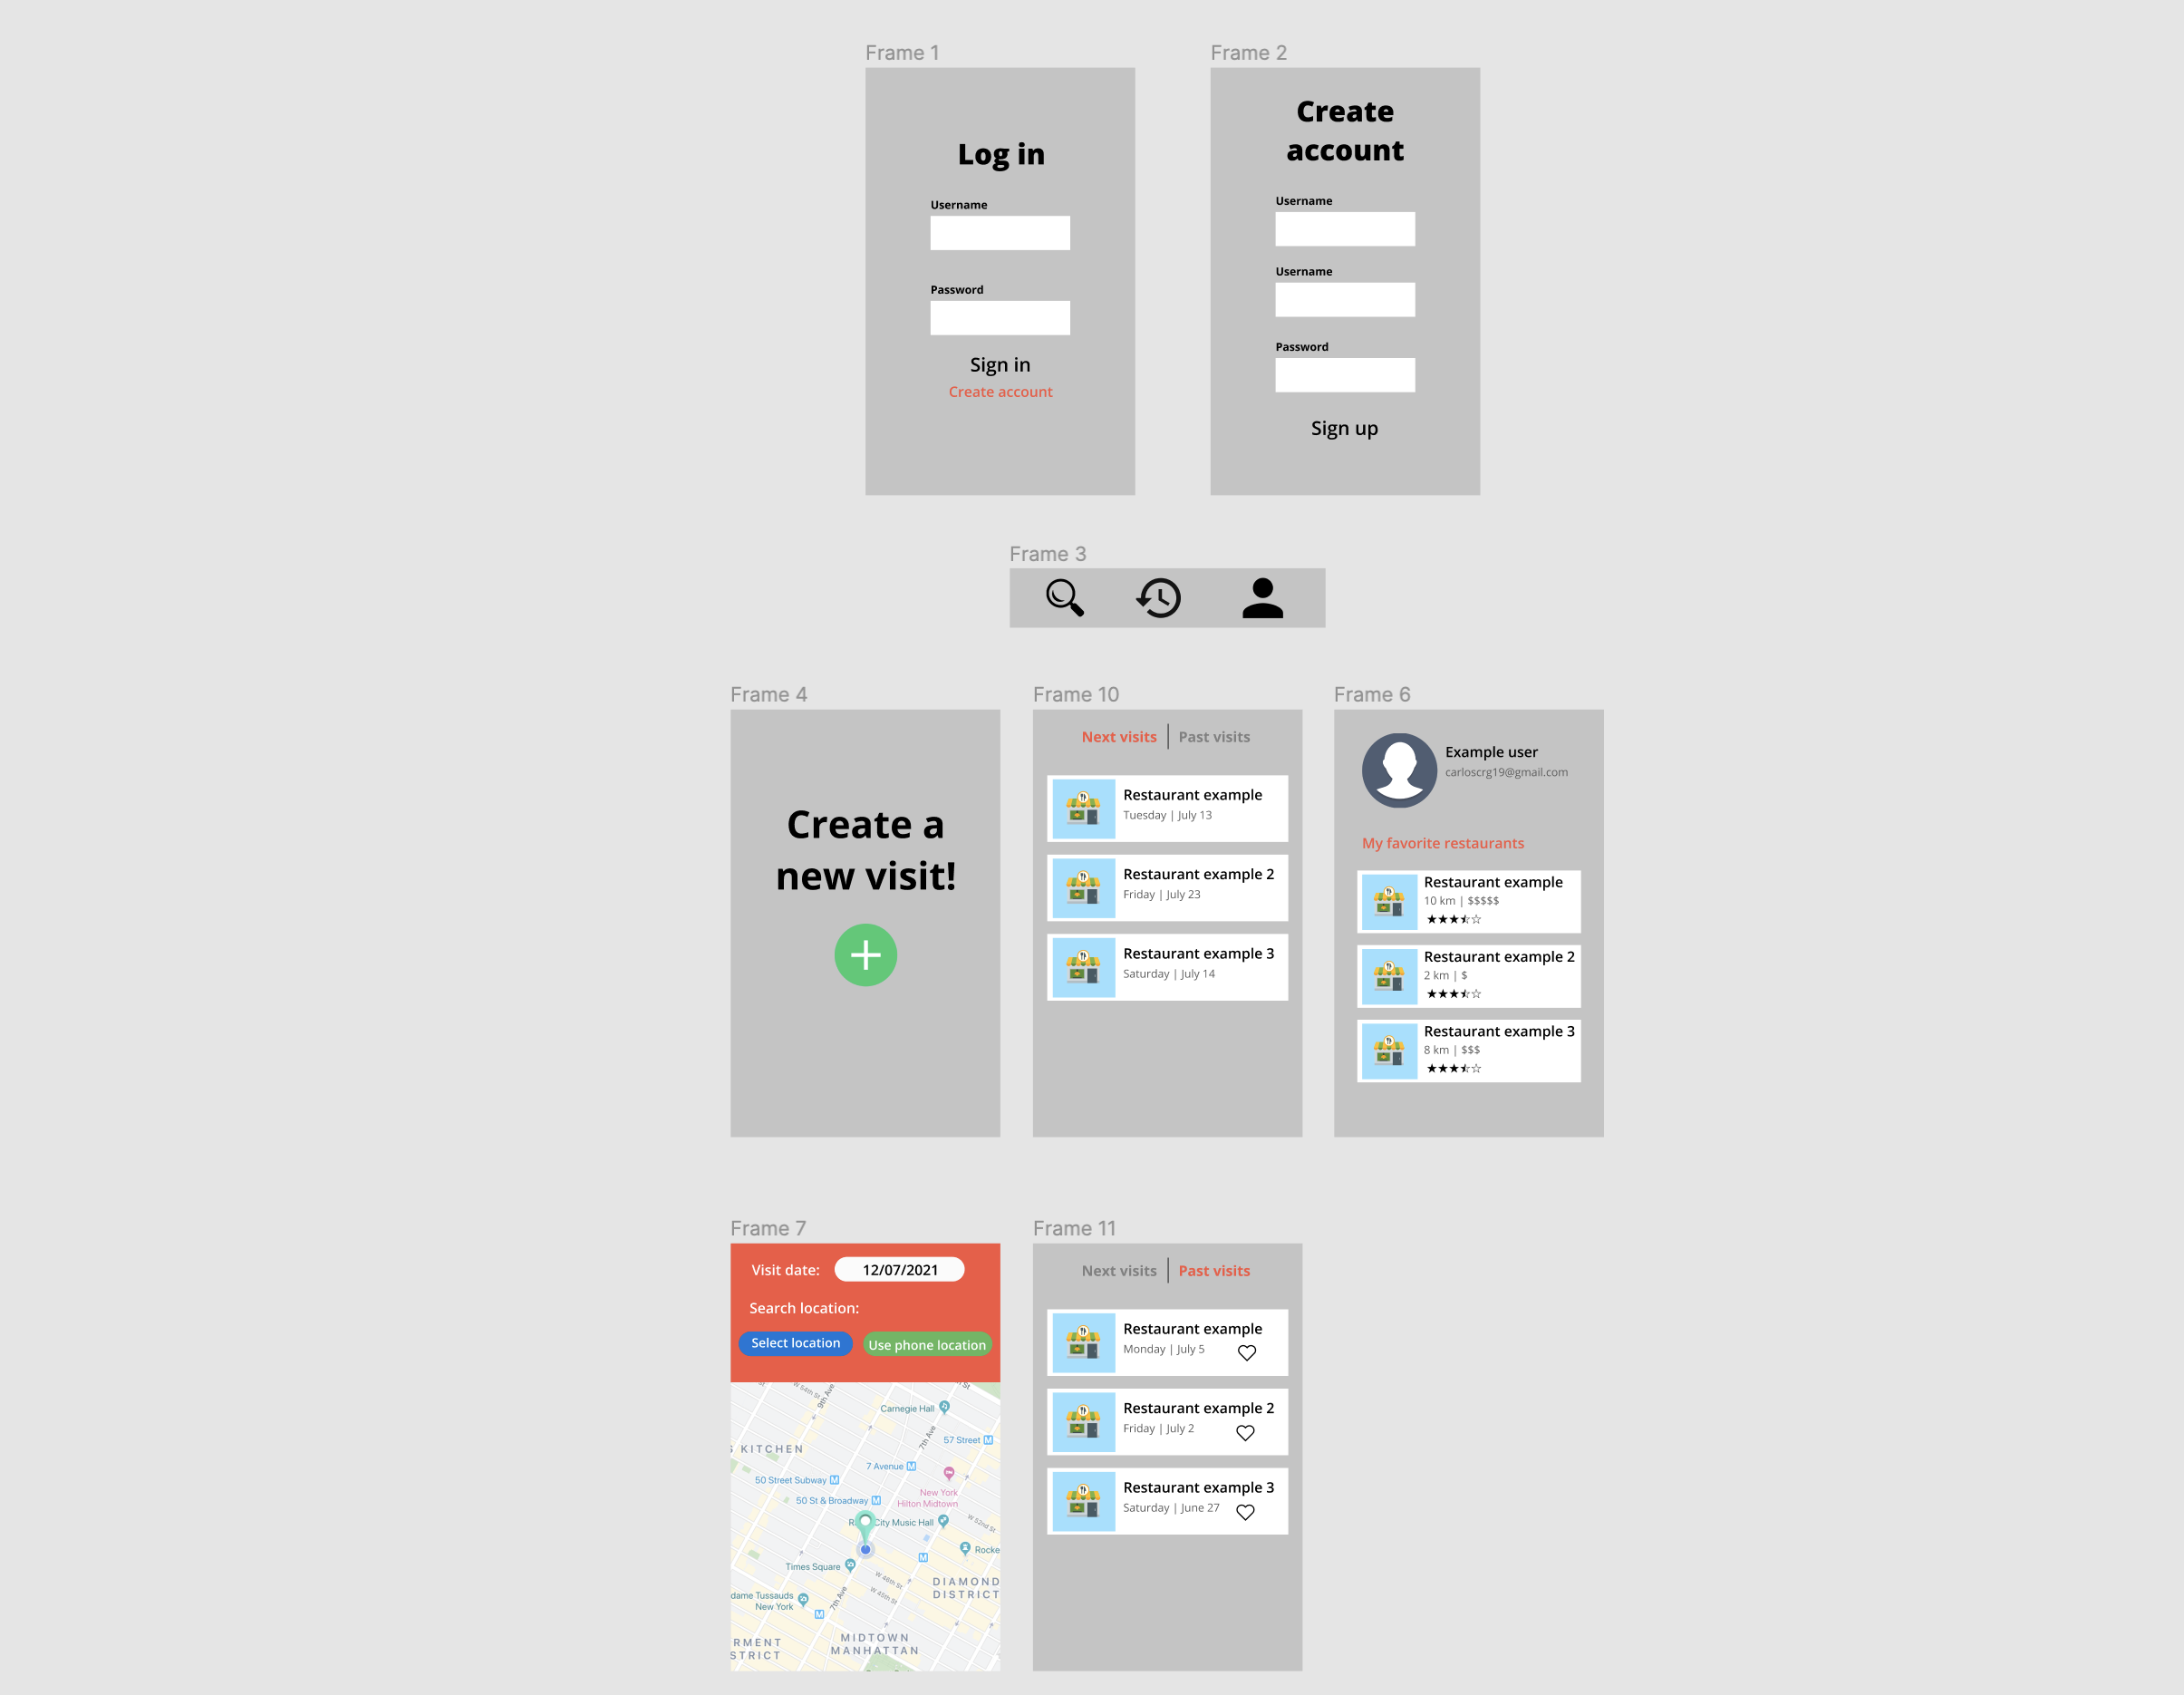 Frame 1
Log in
Username
Password
Sign in
Create account
Frame 2
Create
account
Username
Username
Password
Sign up
Frame 3
Frame 4
Create a
new visit!
Frame 10
Next visits
Past visits
Restaurant example
Tuesday | July 13
Restaurant example 2
Friday | July 23
Restaurant example 3
Saturday | July 14
Frame 6
Example user
carloscrg19@gmail.com
My favorite restaurants
Restaurant example
10 km | $$$$$
★★★⯪☆
Restaurant example 2
2 km | $
★★★⯪☆
Restaurant example 3
8 km | $$$
★★★⯪☆
Frame 7
Visit date:
12/07/2021
Search location:
Select location
Use phone location
W 54th St
9th Ave
Carnegie Hall
7th Ave
57 Street M
KITCHEN
7 Avenue M
50 Street Subway M
New York
Hilton Midtown
50 St & Broadway M
City Music Hall
W 52nd St
Rocke
M
Times Square
W 46th St
W 45th St
DIAMOND
DISTRICT
dame Tussauds
New York
7th Ave
M
MIDTOWN
MANHATTAN
RMENT
STRICT
Frame 11
Next visits
Past visits
Restaurant example
Monday | July 5
Restaurant example 2
Friday | July 2
Restaurant example 3
Saturday | June 27